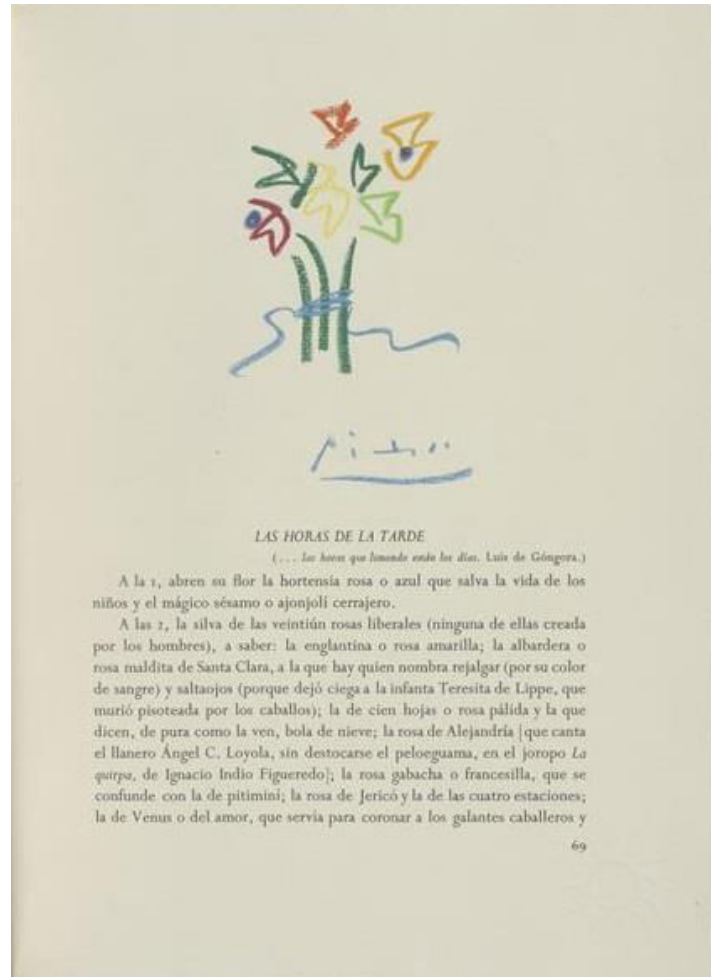 Picasso
LAS HORAS DE LA TARDE
(... las horas que limando están los días. Luis de Góngora.)
A la 1, abren su flor la hortensia rosa o azul que salva la vida de los
niños y el mágico sésamo o ajonjolí cerrajero.
A las 2, la silva de las veintiún rosas liberales (ninguna de ellas creada
por los hombres), a saber: la englantina o rosa amarilla; la albardera o
rosa maldita de Santa Clara, a la que hay quien nombra rejalgar (por su color
de sangre) y saltaojos (porque dejó ciega a la infanta Teresita de Lippe, que
murió pisoteada por los caballos); la de cien hojas o rosa pálida y la que
dicen, de pura como la ven, bola de nieve; la rosa de Alejandría [que canta
el llanero Ángel C. Loyola, sin destocarse el peloeguama, en el joropo La
quirpa, de Ignacio Indio Figueredo]; la rosa gabacha o francesilla, que se
confunde con la de pitiminí; la rosa de Jericó y la de las cuatro estaciones;
la de Venus o del amor, que servía para coronar a los galantes caballeros y
69